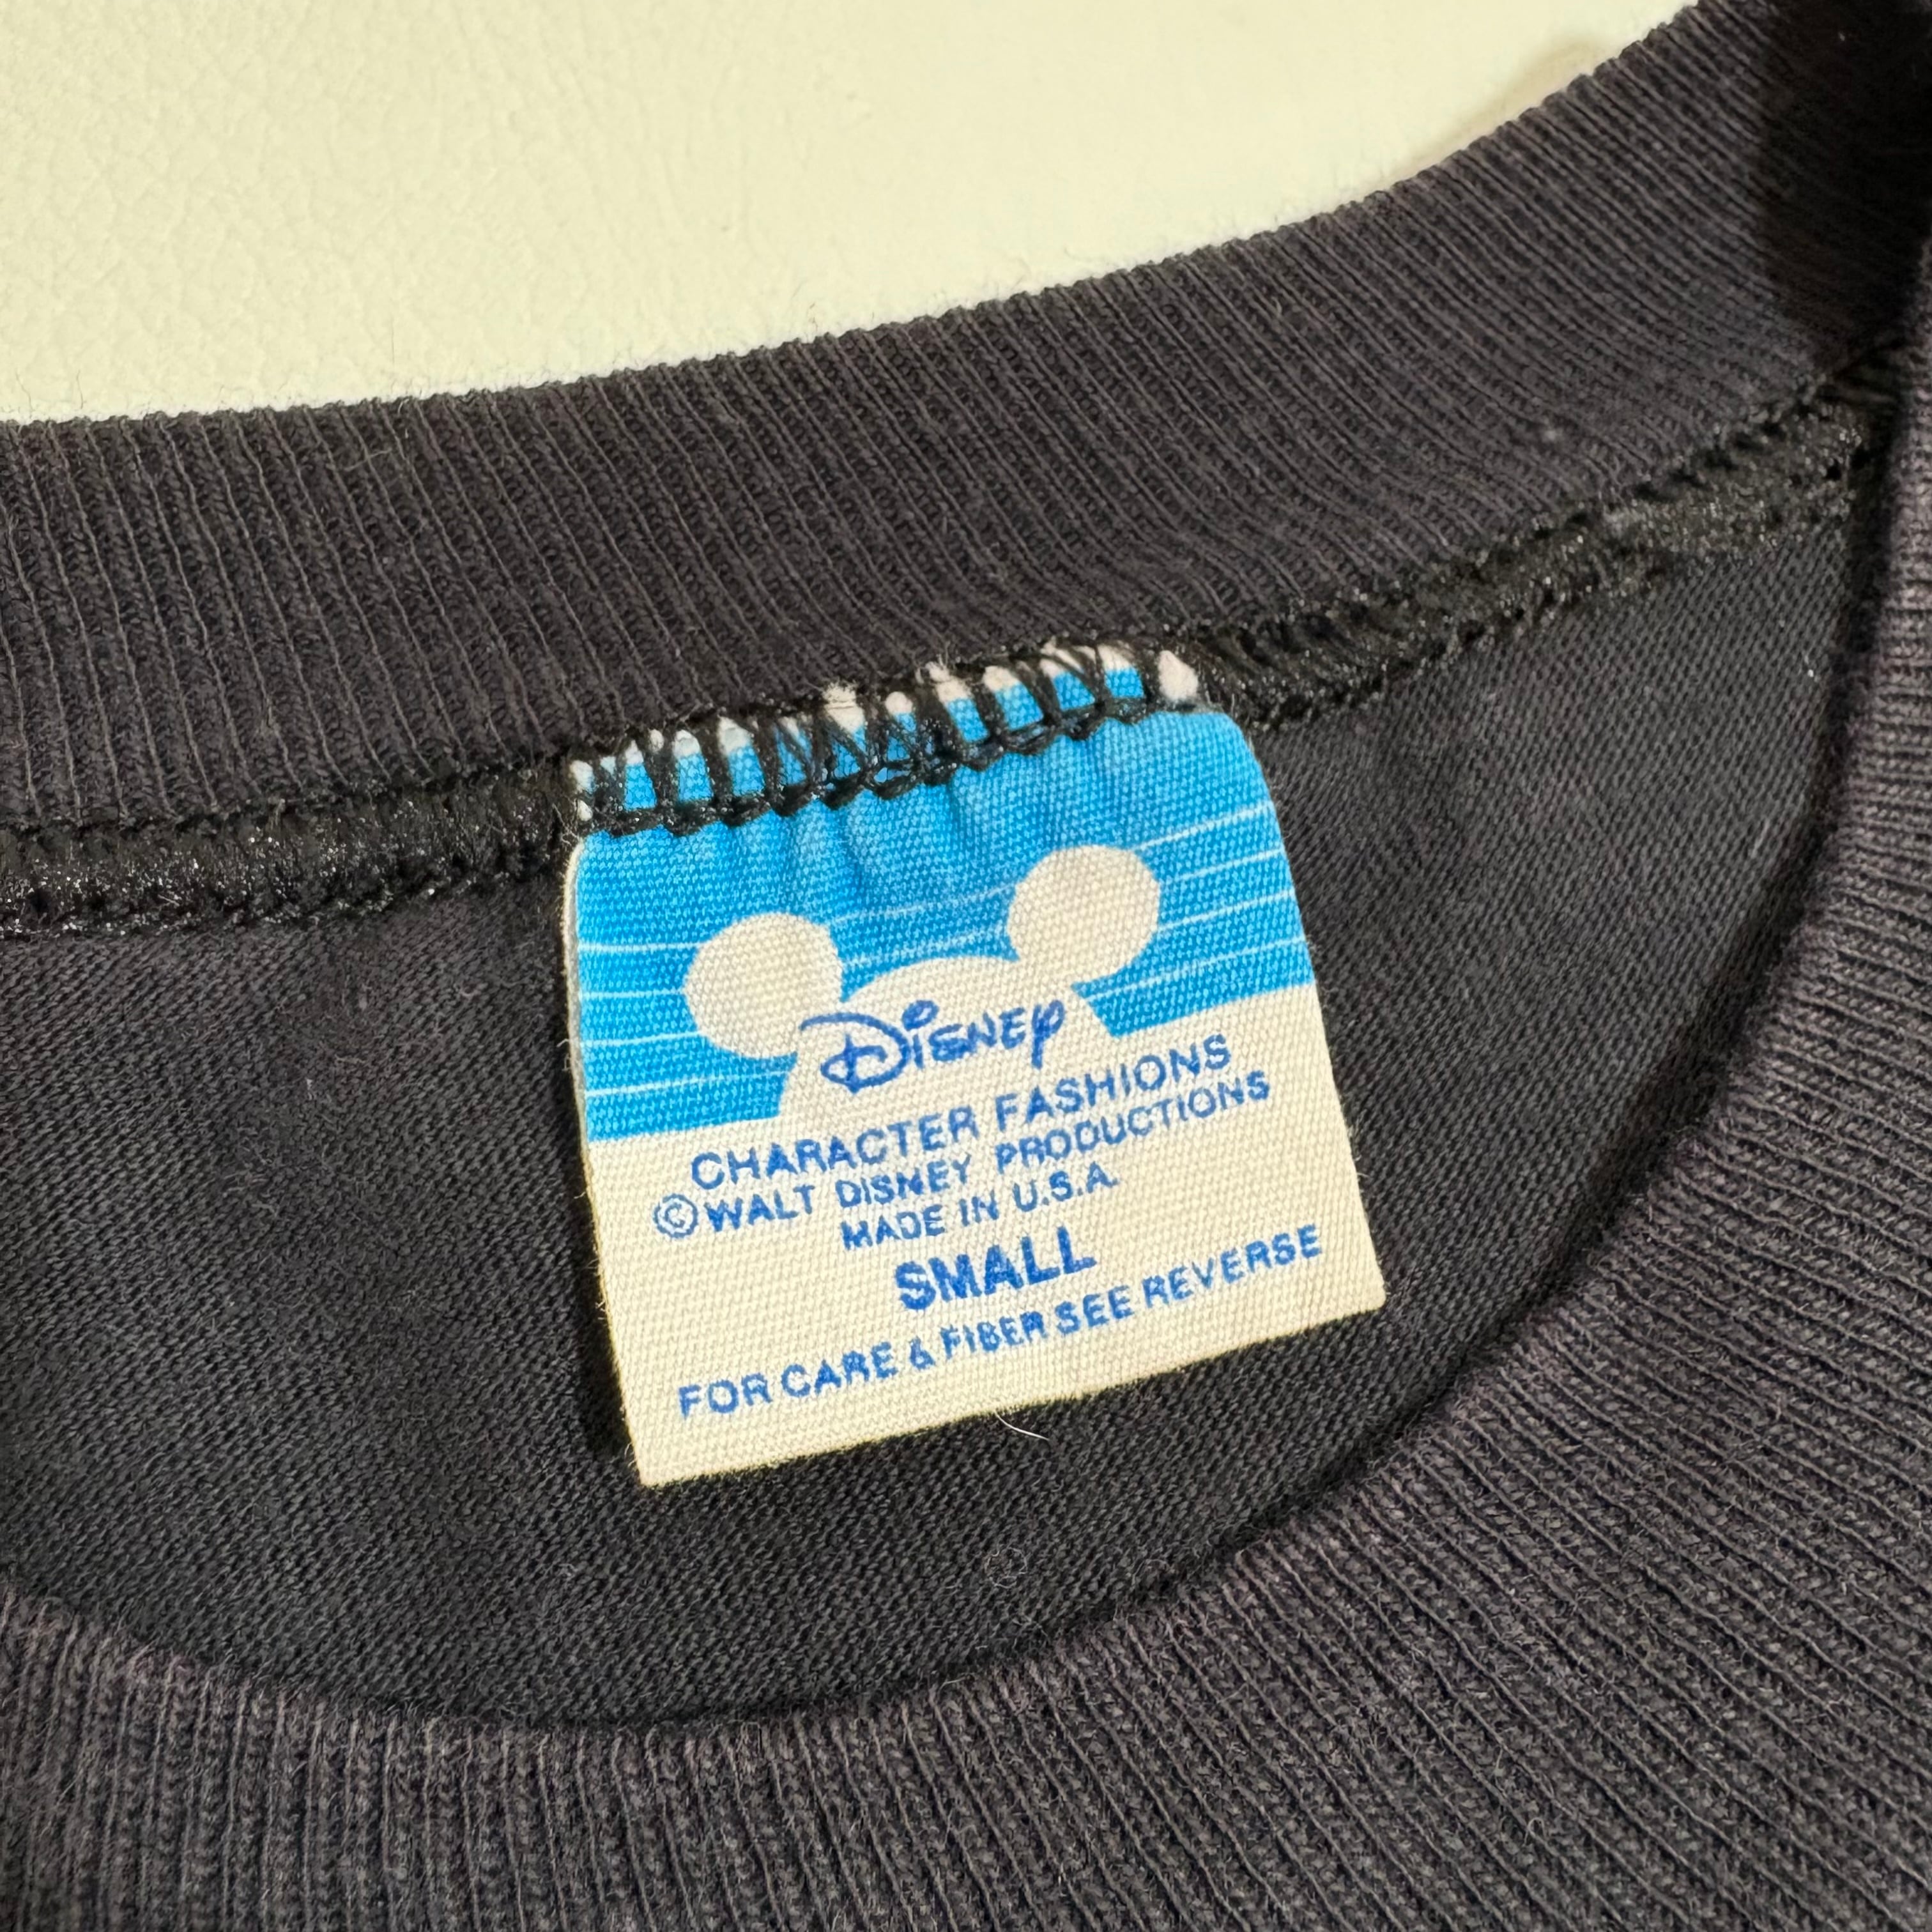 Disney
CHARACTER FASHIONS
©WALT DISNEY PRODUCTIONS
MADE IN U.S.A.
SMALL
FOR CARE & FIBER SEE REVERSE